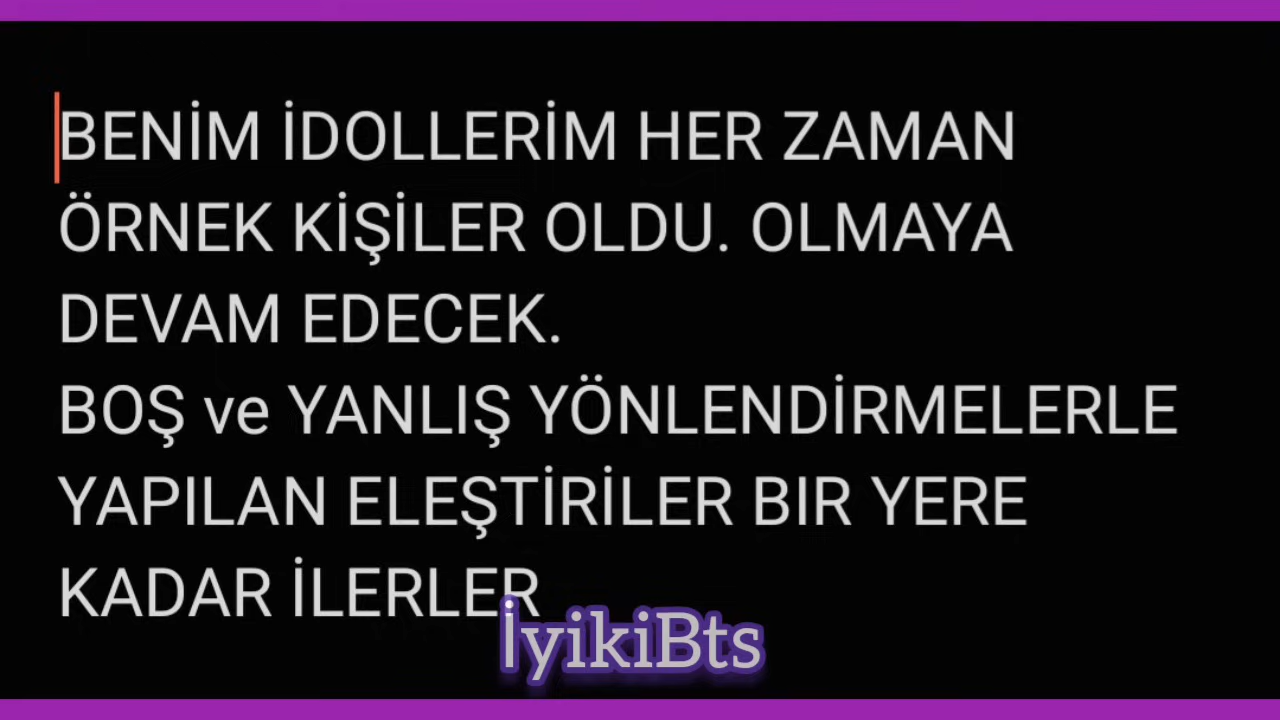 BENİM İDOLLERİM HER ZAMAN
ÖRNEK KİŞİLER OLDU. OLMAYA
DEVAM EDECEK.
BOŞ ve YANLIŞ YÖNLENDİRMELERLE
YAPILAN ELEŞTİRİLER BIR YERE
KADAR İLERLER
İyikiBts